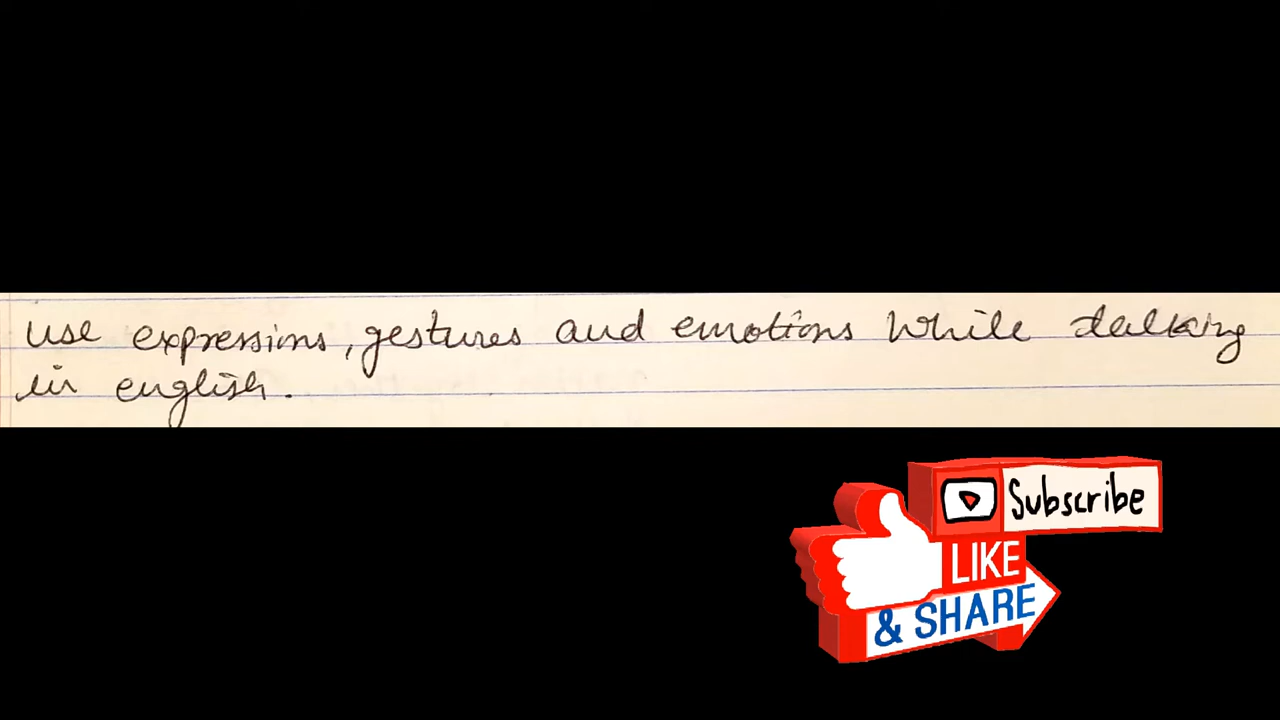 use expressions, gestures and emotions while talking
in english.
Subscribe
LIKE
& SHARE